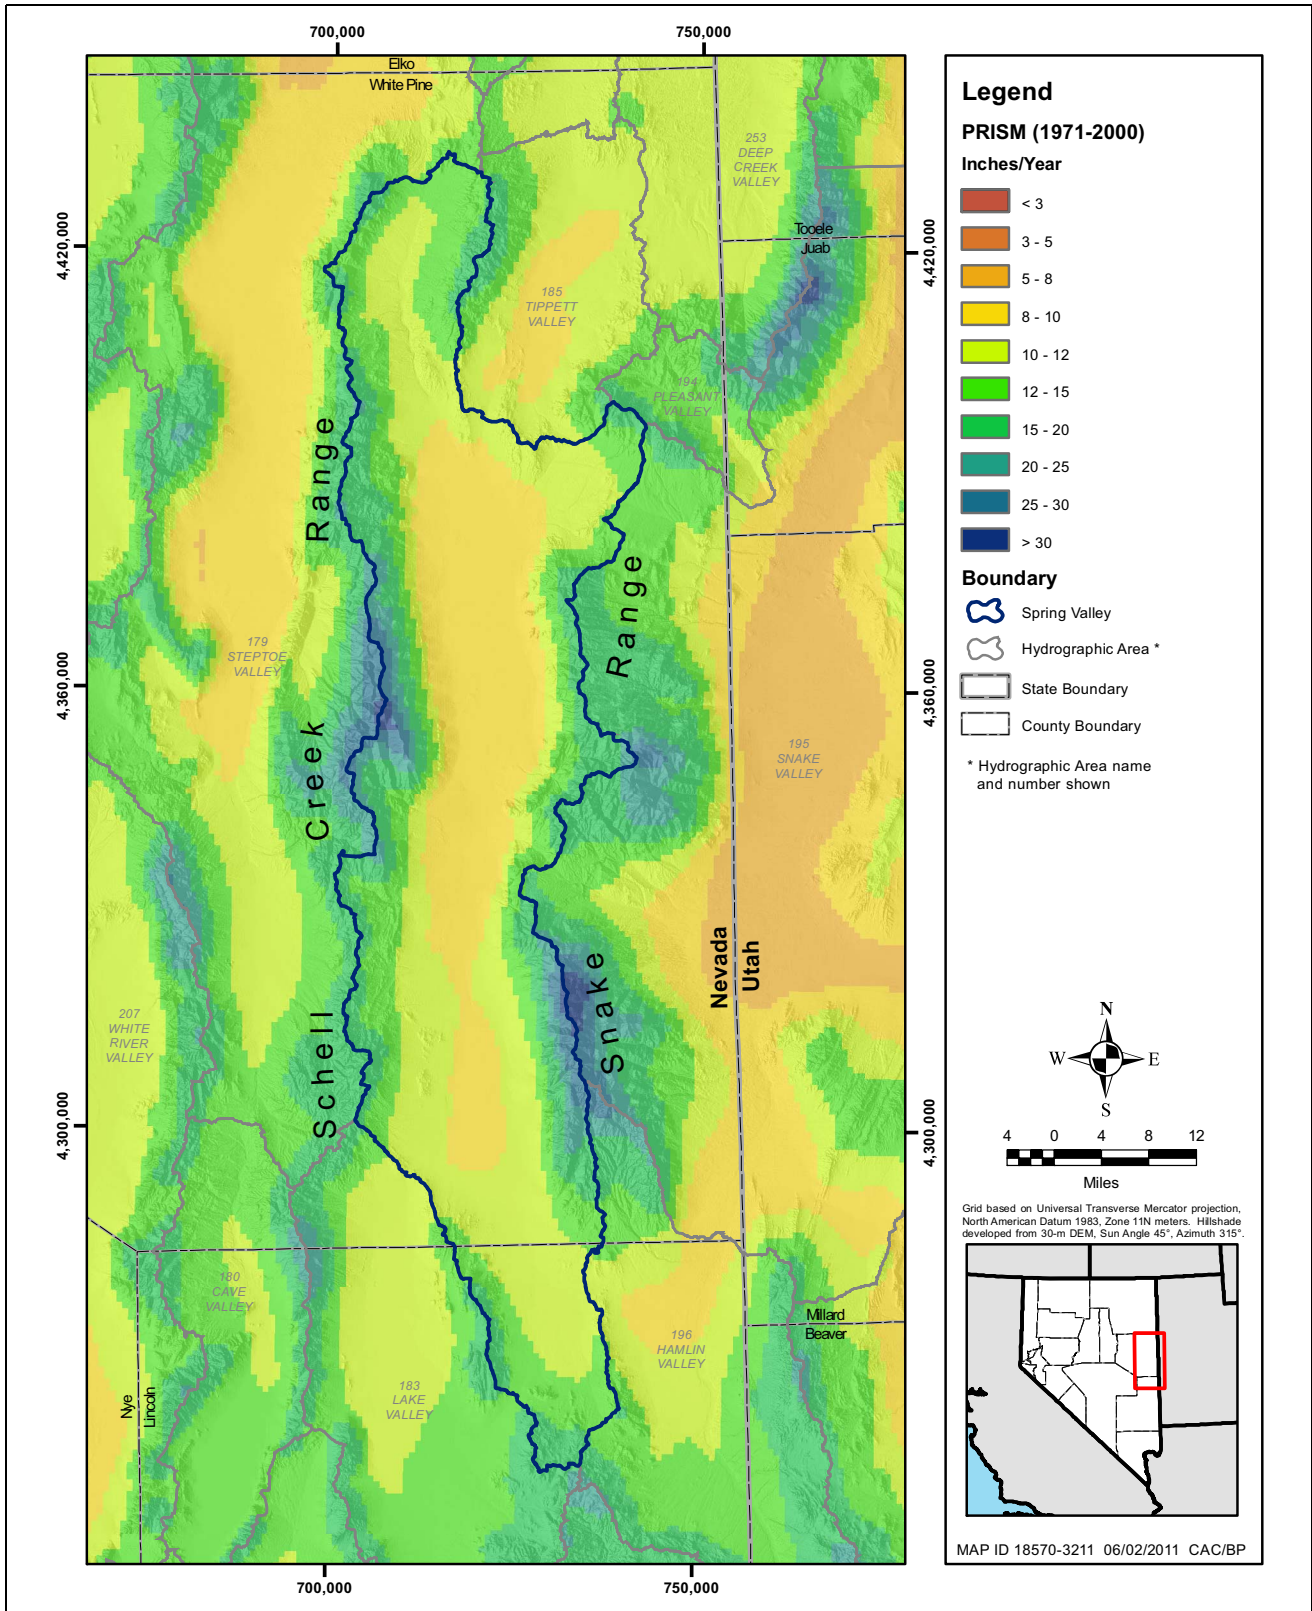 700,000
750,000
Elko
White Pine
253
DEEP
CREEK
VALLEY
4,420,000
4,420,000
Tooele
Juab
185
TIPPETT
VALLEY
194
PLEASANT
VALLEY
Schell Creek Range
Snake Range
179
STEPTOE
VALLEY
4,360,000
4,360,000
195
SNAKE
VALLEY
Nevada
Utah
207
WHITE
RIVER
VALLEY
4,300,000
4,300,000
180
CAVE
VALLEY
Millard
Beaver
196
HAMLIN
VALLEY
183
LAKE
VALLEY
Nye
Lincoln
700,000
750,000
Legend
PRISM (1971-2000)
Inches/Year
< 3
3 - 5
5 - 8
8 - 10
10 - 12
12 - 15
15 - 20
20 - 25
25 - 30
> 30
Boundary
Spring Valley
Hydrographic Area *
State Boundary
County Boundary
* Hydrographic Area name
and number shown
N
W
E
S
4 0 4 8 12
Miles
Grid based on Universal Transverse Mercator projection,
North American Datum 1983, Zone 11N meters. Hillshade
developed from 30-m DEM, Sun Angle 45°, Azimuth 315°.
MAP ID 18570-3211 06/02/2011 CAC/BP